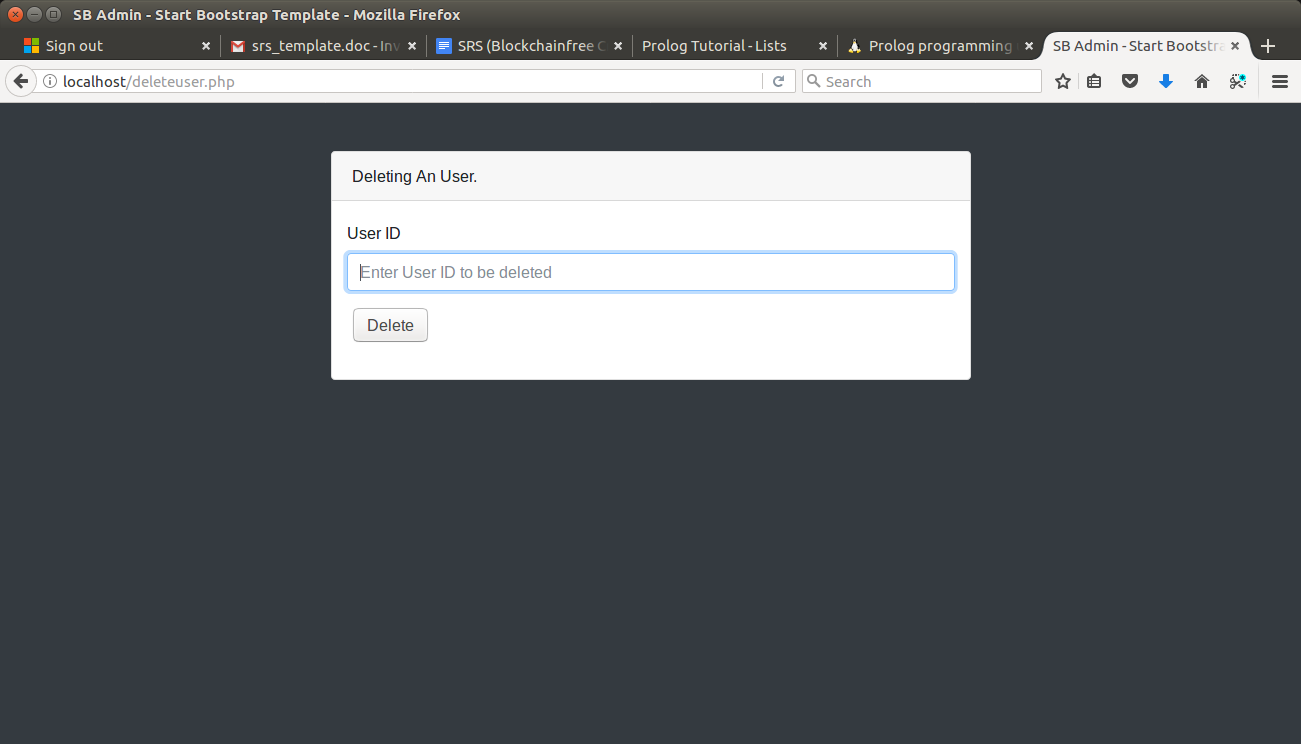 SB Admin - Start Bootstrap Template - Mozilla Firefox
Sign out
srs_template.doc - Inv
SRS (Blockchainfree C
Prolog Tutorial - Lists
Prolog programming
SB Admin - Start Bootstra
localhost/deleteuser.php
Search
Deleting An User.
User ID
Enter User ID to be deleted
Delete